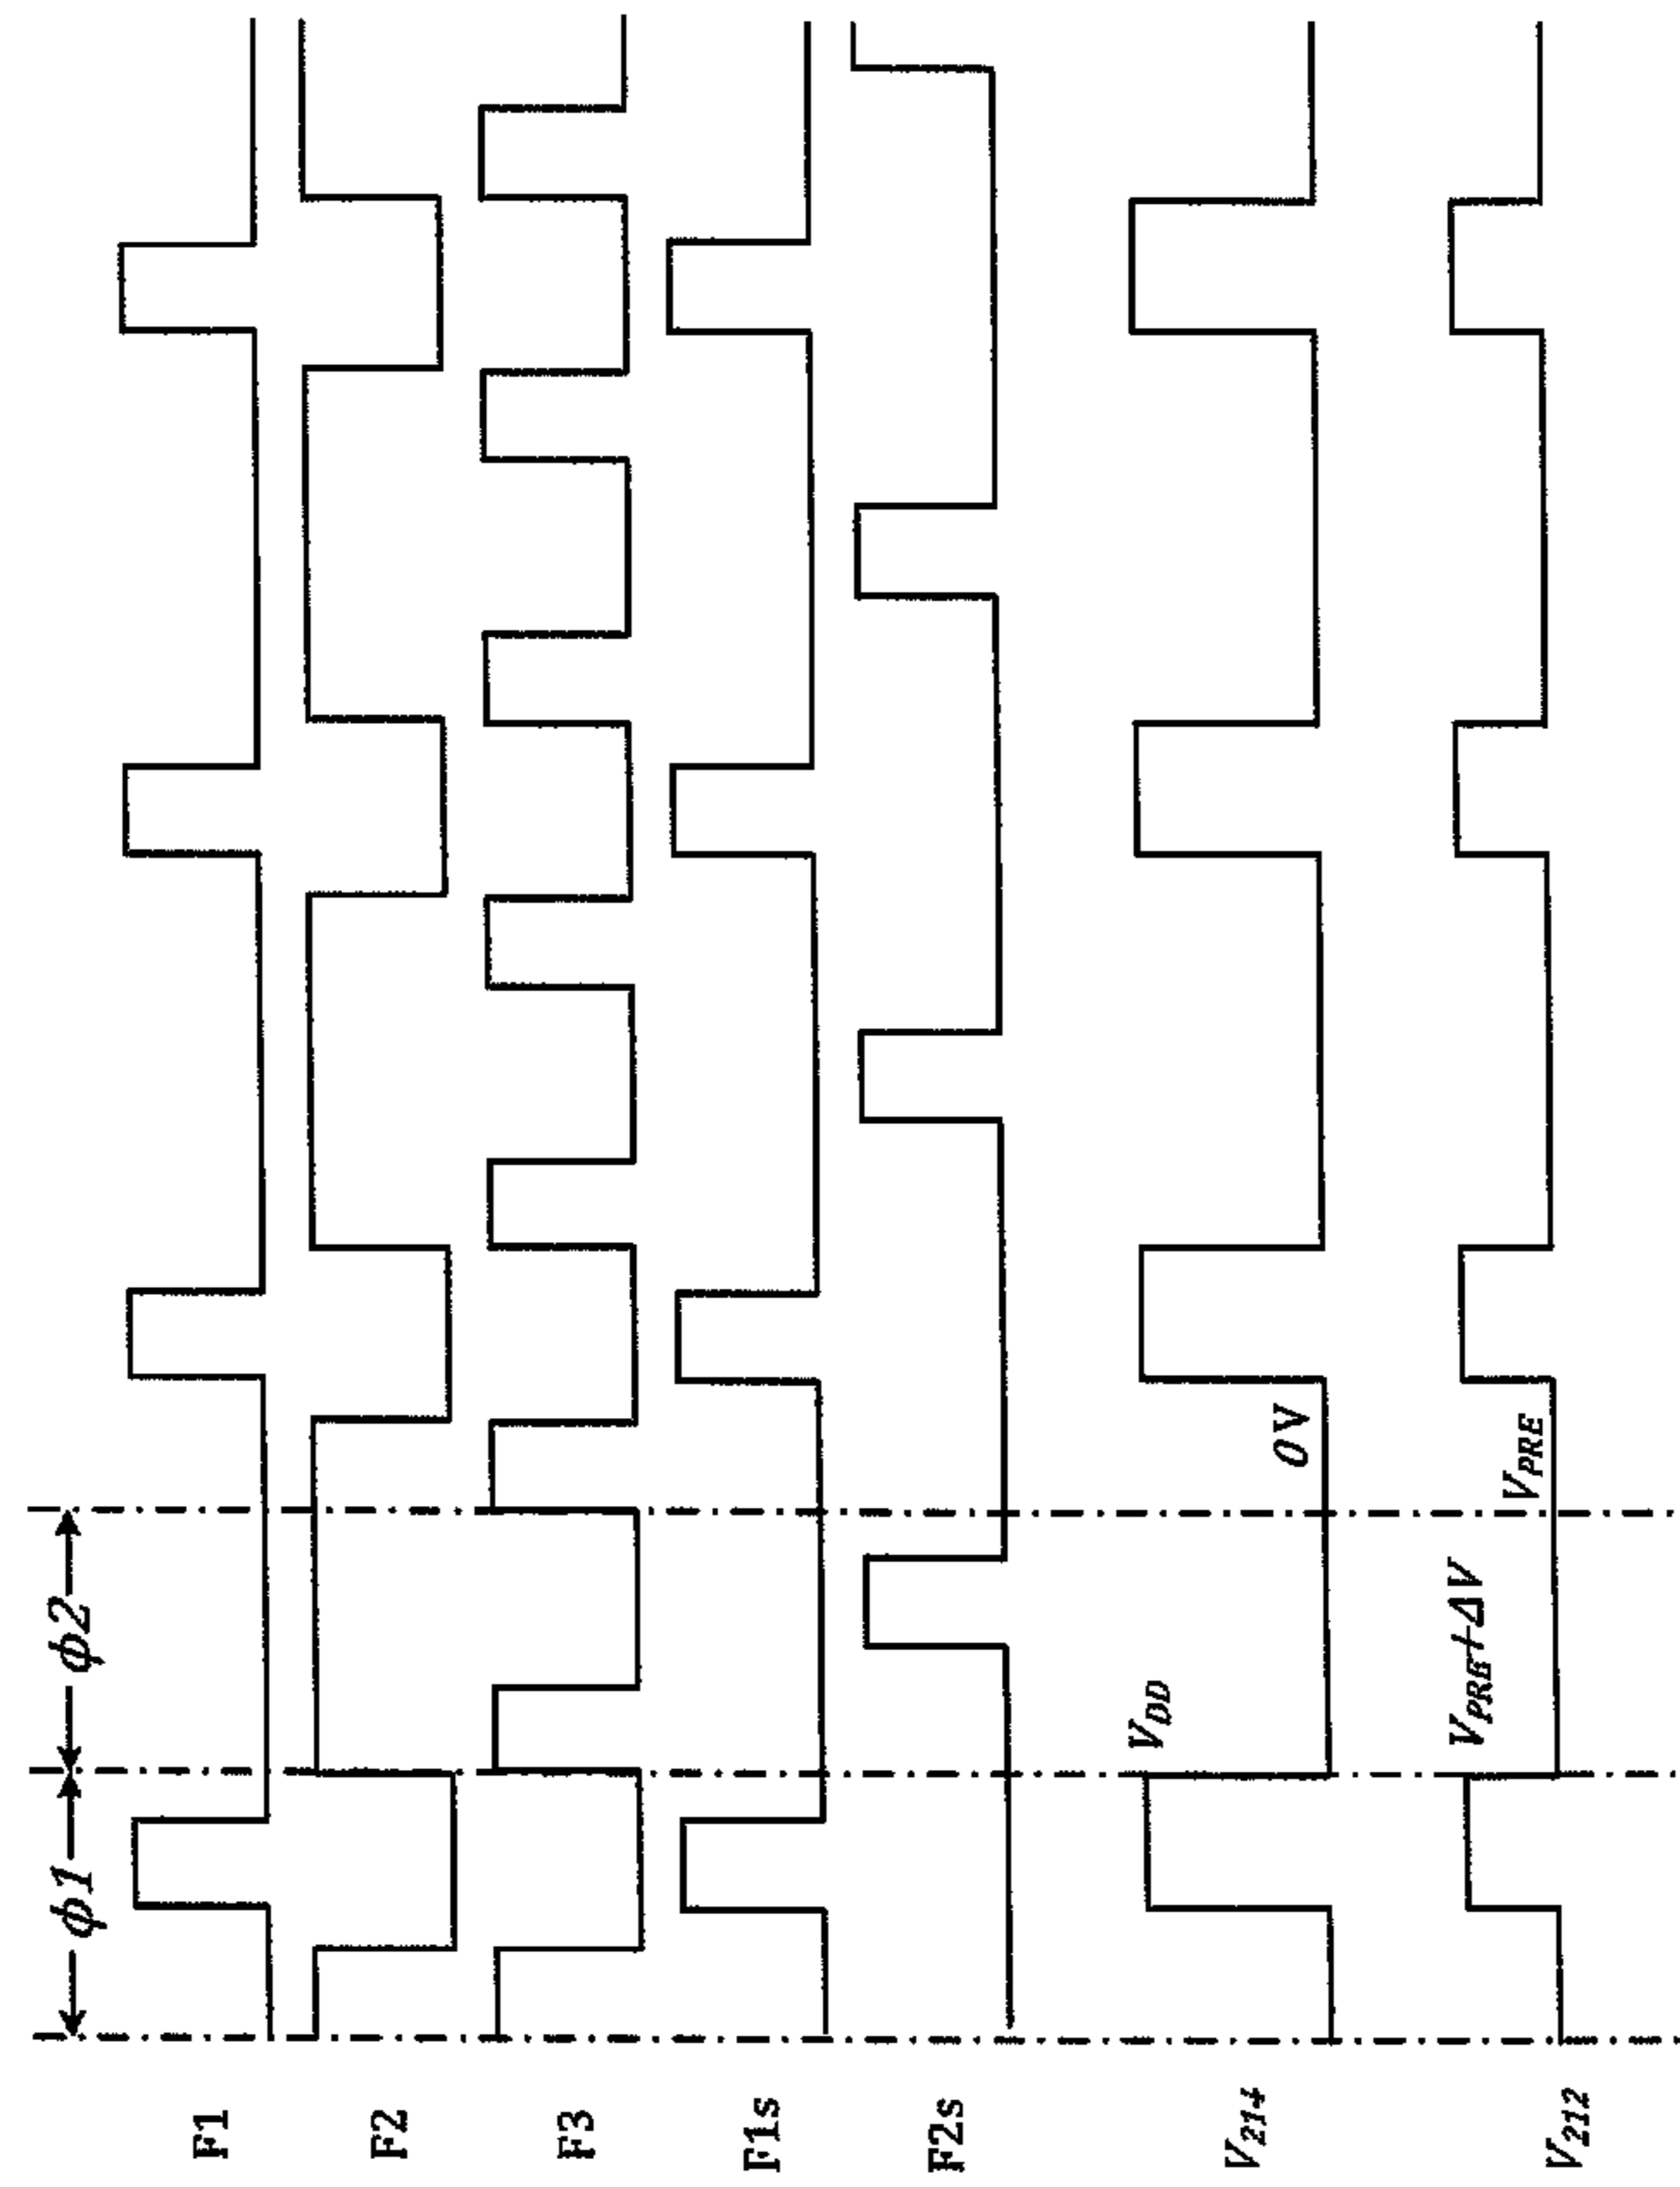 ϕ1
ϕ2
F1
F2
F3
F1s
F2s
V214
VDD
0V
V212
VPRE+ΔV
VPRE